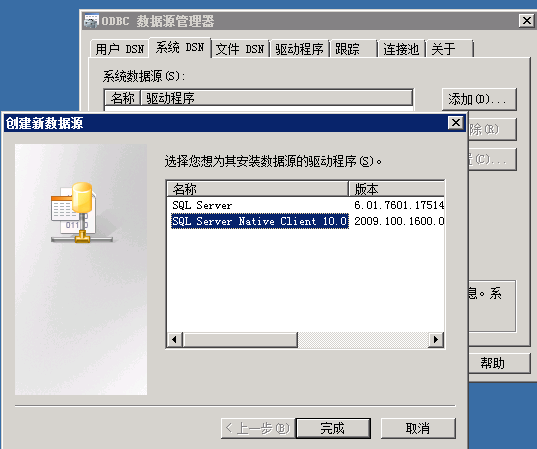 ODBC 数据源管理器
用户 DSN 系统 DSN 文件 DSN 驱动程序 跟踪 连接池 关于
系统数据源(S):
名称 驱动程序
添加(D)...
除(R)
(C)...
创建新数据源
选择您想为其安装数据源的驱动程序(S)。
名称 版本
SQL Server 6.01.7601.17514
SQL Server Native Client 10.0 2009.100.1600.0
息。系
帮助
< 上一步(B) 完成 取消